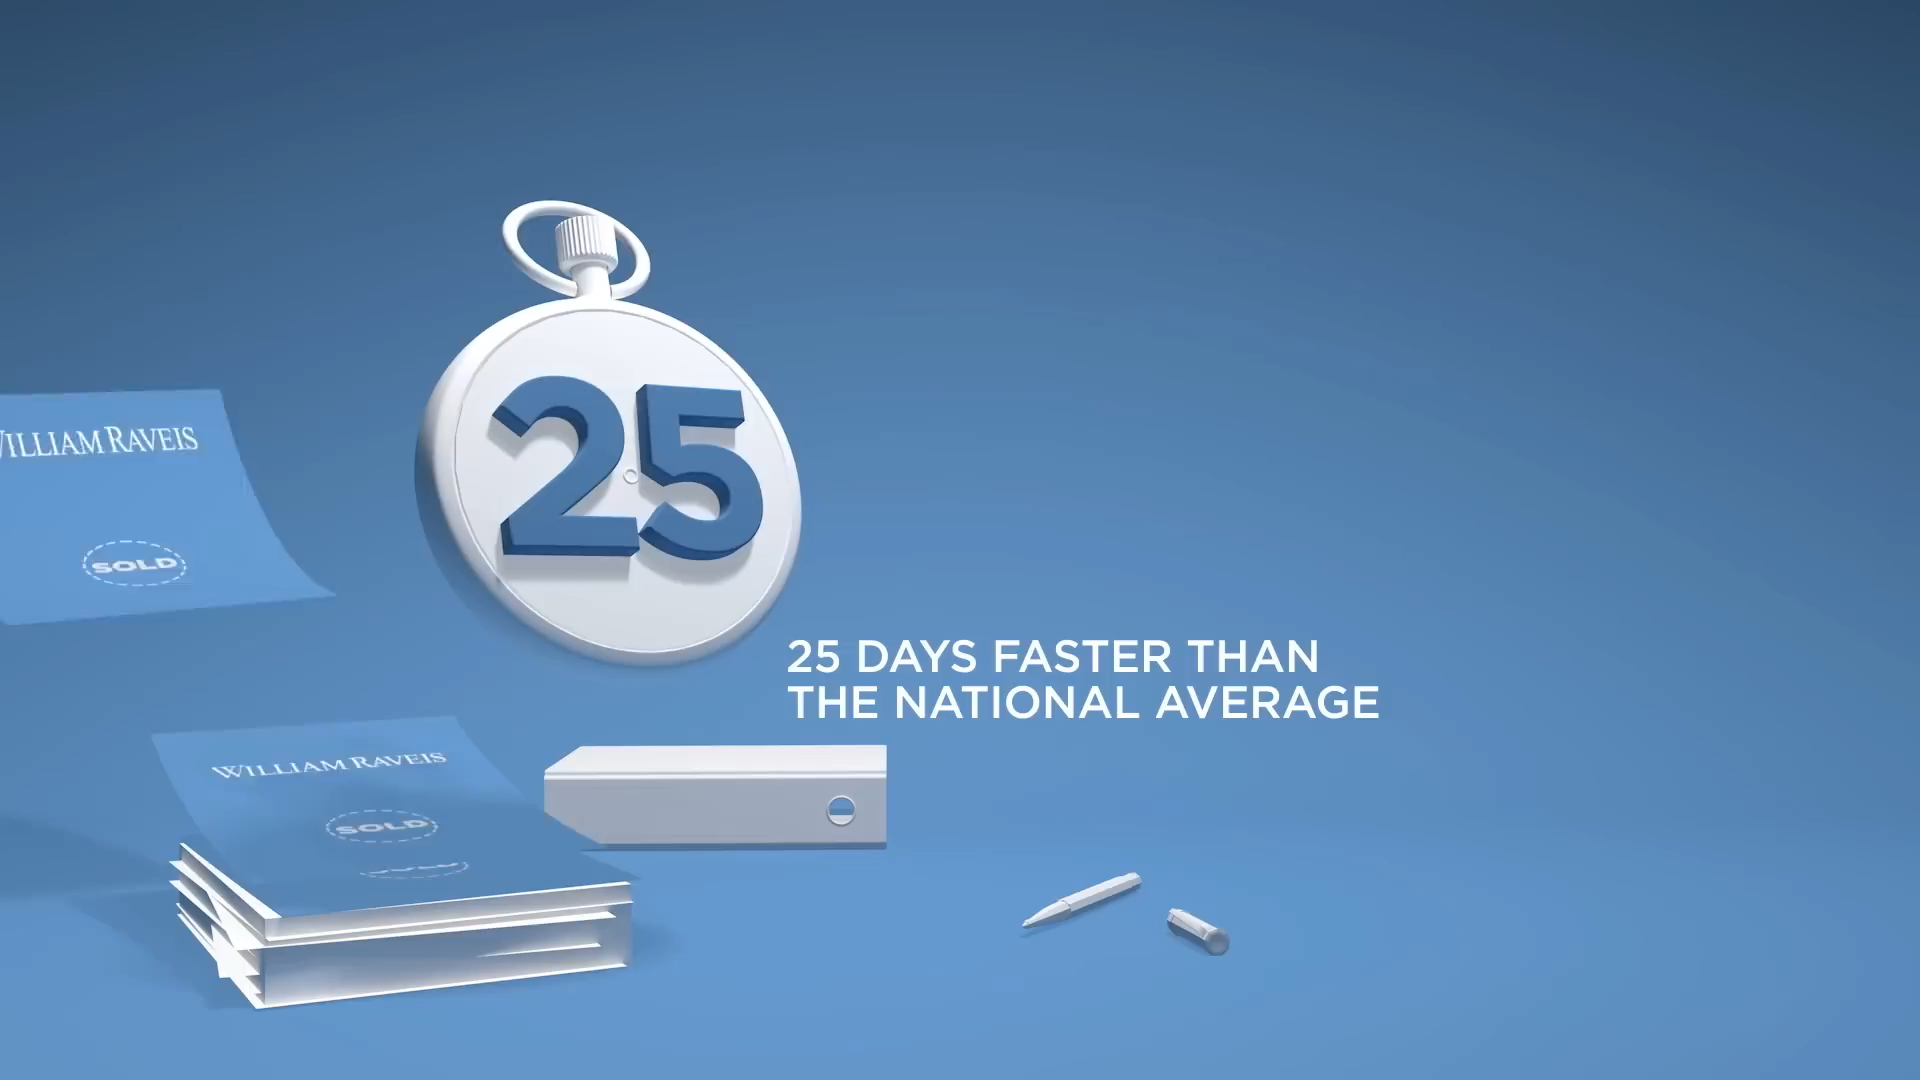 WILLIAM RAVEIS
SOLD
25
25 DAYS FASTER THAN
THE NATIONAL AVERAGE
WILLIAM RAVEIS
SOLD